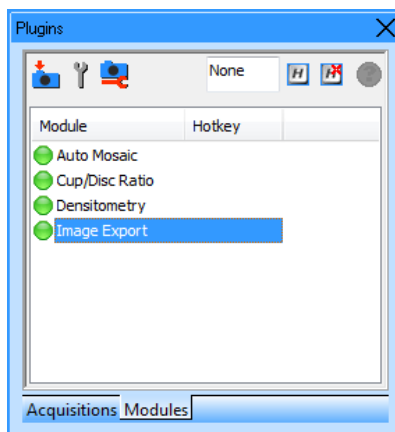 Plugins
None H H
Module Hotkey
Auto Mosaic
Cup/Disc Ratio
Densitometry
Image Export
Acquisitions Modules